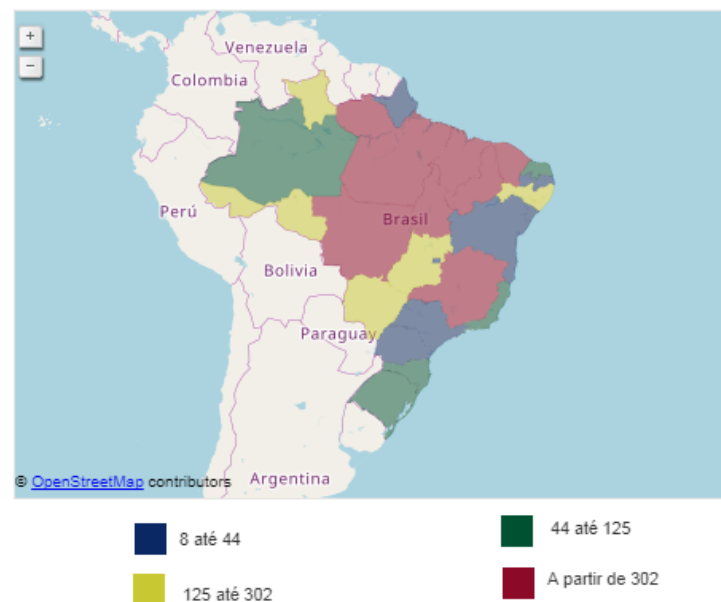 +
−
Venezuela
Colombia
Perú
Brasil
Bolivia
Paraguay
Argentina
© OpenStreetMap contributors
8 até 44
44 até 125
125 até 302
A partir de 302